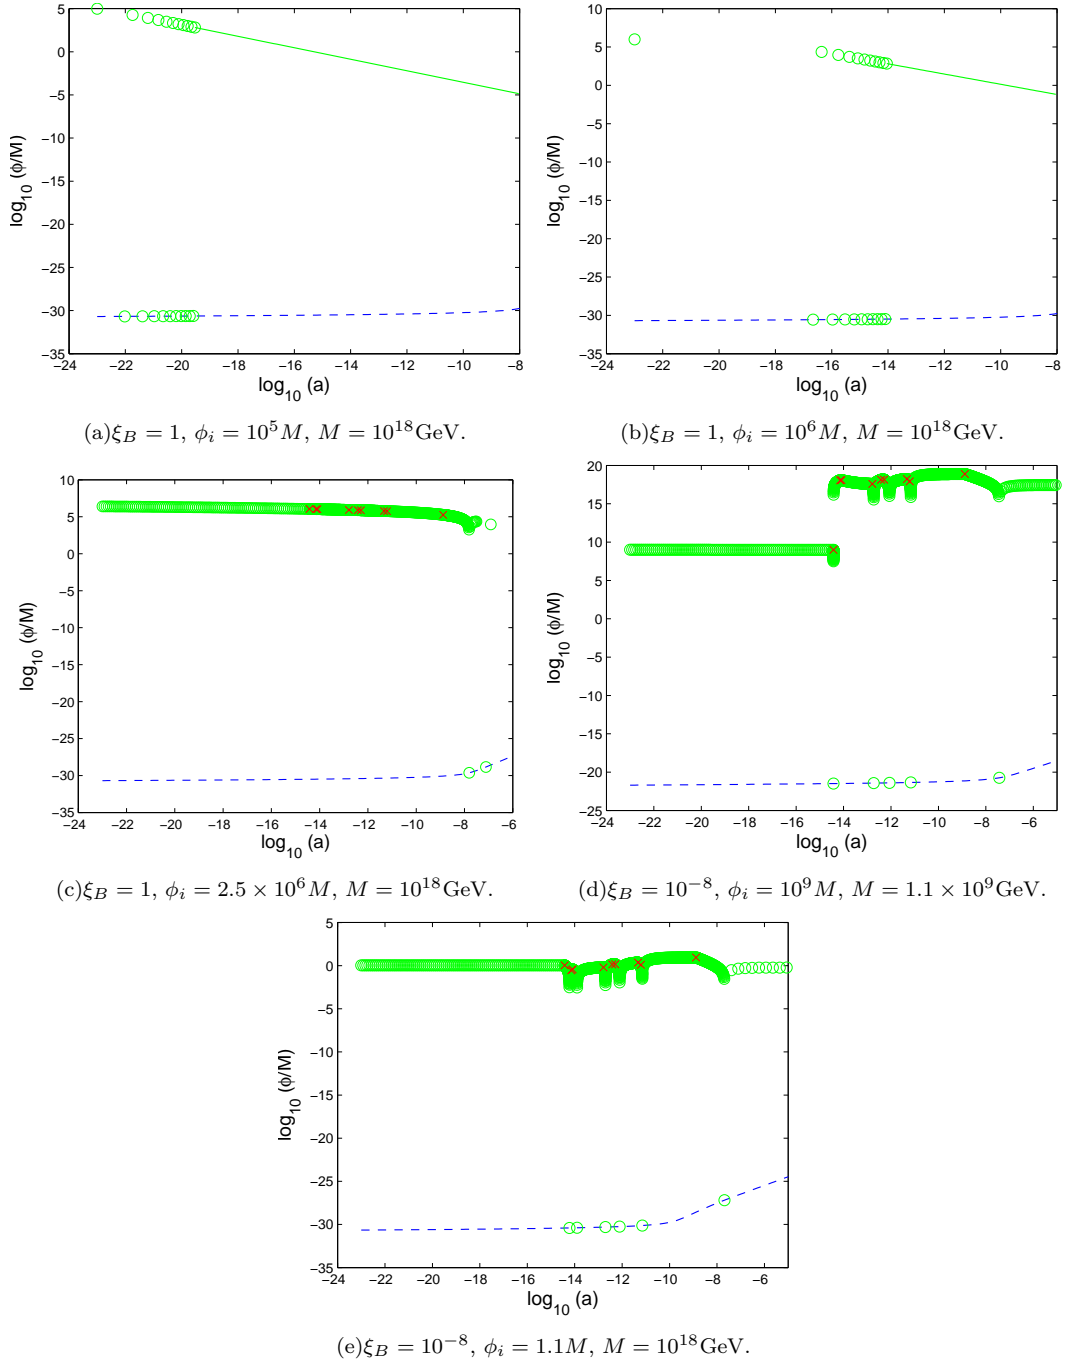 5
0
−5
−10
−15
−20
−25
−30
−35
−24 −22 −20 −18 −16 −14 −12 −10 −8
log10 (ϕ/M)
log10 (a)
(a)ξB = 1, ϕi = 10^5M, M = 10^18GeV.
10
5
0
−5
−10
−15
−20
−25
−30
−35
−24 −22 −20 −18 −16 −14 −12 −10 −8
log10 (ϕ/M)
log10 (a)
(b)ξB = 1, ϕi = 10^6M, M = 10^18GeV.
10
5
0
−5
−10
−15
−20
−25
−30
−35
−24 −22 −20 −18 −16 −14 −12 −10 −8 −6
log10 (ϕ/M)
log10 (a)
(c)ξB = 1, ϕi = 2.5 × 10^6M, M = 10^18GeV.
20
15
10
5
0
−5
−10
−15
−20
−25
−24 −22 −20 −18 −16 −14 −12 −10 −8 −6
log10 (ϕ/M)
log10 (a)
(d)ξB = 10^−8, ϕi = 10^9M, M = 1.1 × 10^9GeV.
5
0
−5
−10
−15
−20
−25
−30
−35
−24 −22 −20 −18 −16 −14 −12 −10 −8 −6
log10 (ϕ/M)
log10 (a)
(e)ξB = 10^−8, ϕi = 1.1M, M = 10^18GeV.